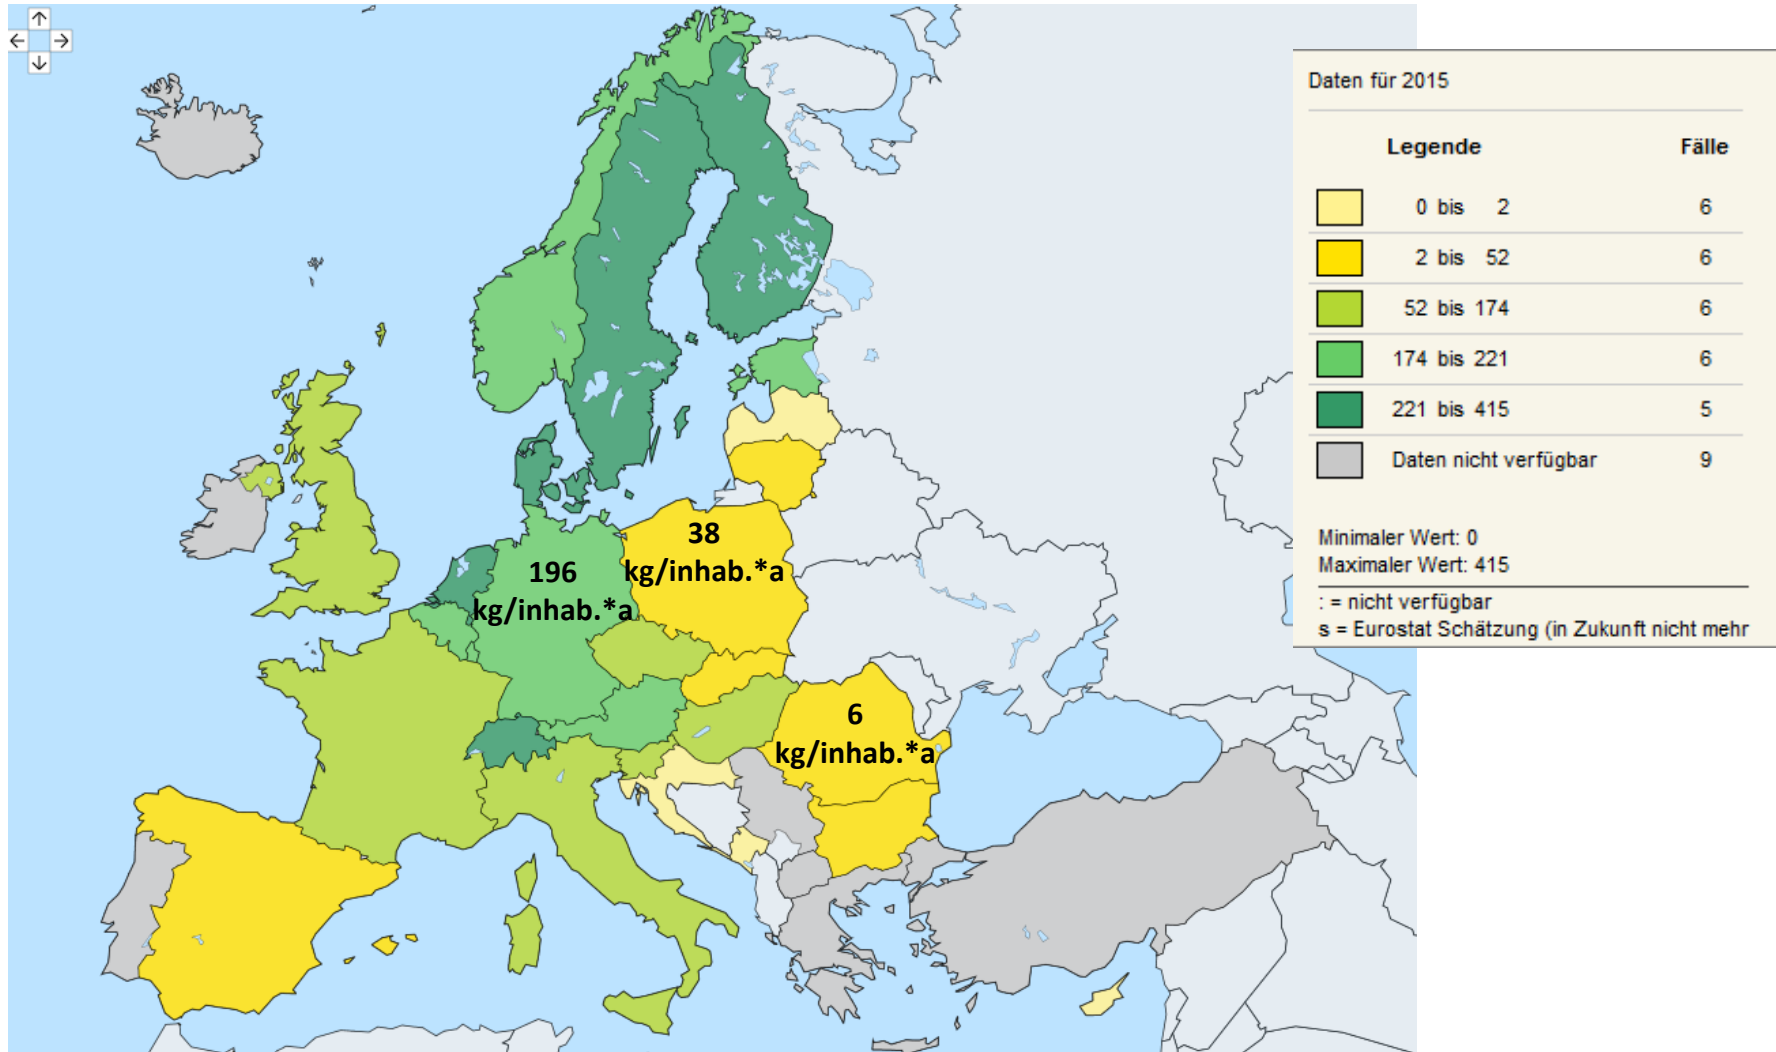 Daten für 2015
Legende Fälle
0 bis 2 6
2 bis 52 6
52 bis 174 6
174 bis 221 6
221 bis 415 5
Daten nicht verfügbar 9
Minimaler Wert: 0
Maximaler Wert: 415
: = nicht verfügbar
s = Eurostat Schätzung (in Zukunft nicht mehr
38
kg/inhab.*a
196
kg/inhab.*a
6
kg/inhab.*a